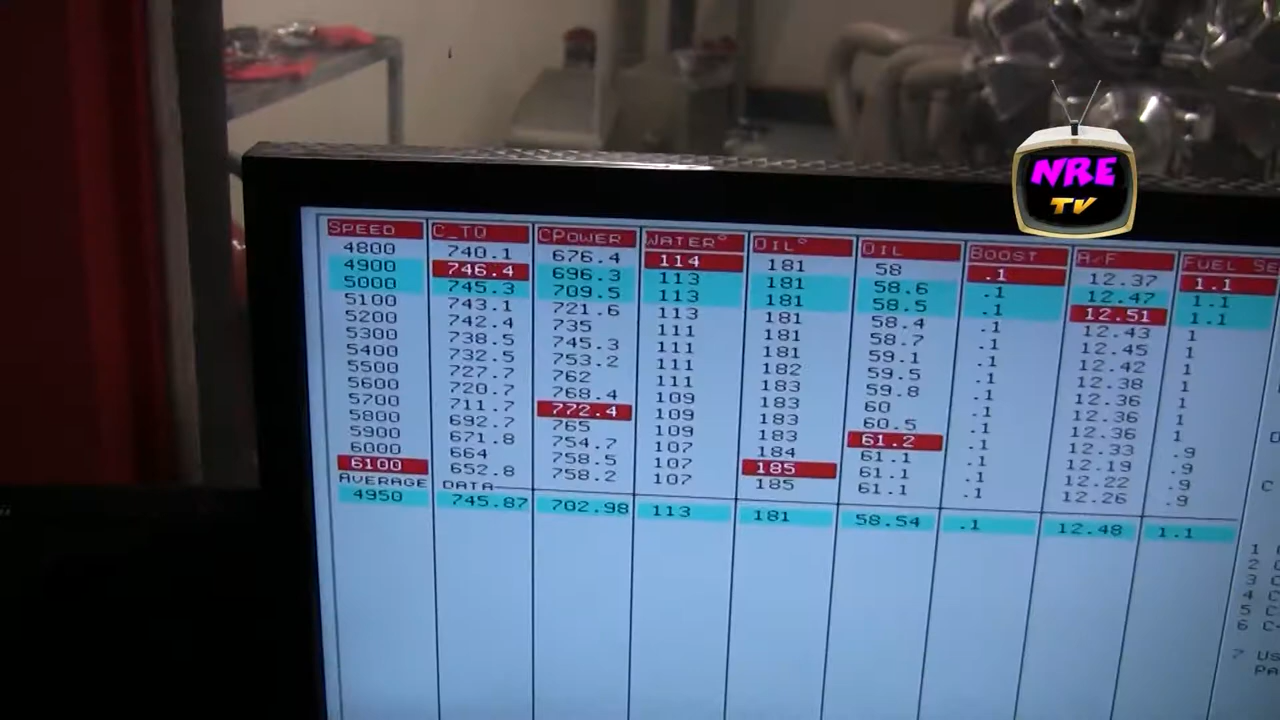 NRE
TV
SPEED C_TQ CPOWER WATER° OIL° OIL BOOST A/F FUEL SE
4800 740.1 676.4 114 181 58 .1 12.37 1.1
4900 746.4 696.3 113 181 58.6 .1 12.47 1.1
5000 745.3 709.5 113 181 58.5 .1 12.51 1.1
5100 743.1 721.6 113 181 58.4 .1 12.43 1
5200 742.4 735 111 181 58.7 .1 12.45 1
5300 738.5 745.3 111 181 59.1 .1 12.42 1
5400 732.5 753.2 111 182 59.5 .1 12.38 1
5500 727.7 762 111 183 59.8 .1 12.36 1
5600 720.7 768.4 109 183 60 .1 12.36 1
5700 711.7 772.4 109 183 60.5 .1 12.36 1
5800 692.7 765 109 183 61.2 .1 12.33 .9
5900 671.8 754.7 107 184 61.1 .1 12.19 .9
6000 664 758.5 107 185 61.1 .1 12.22 .9
6100 652.8 758.2 107 185 61.1 .1 12.26 .9
AVERAGE DATA
4950 745.87 702.98 113 181 58.54 .1 12.48 1.1
C
1
2 C
3 C
4 C
5 C
6 C-
7 US
PA